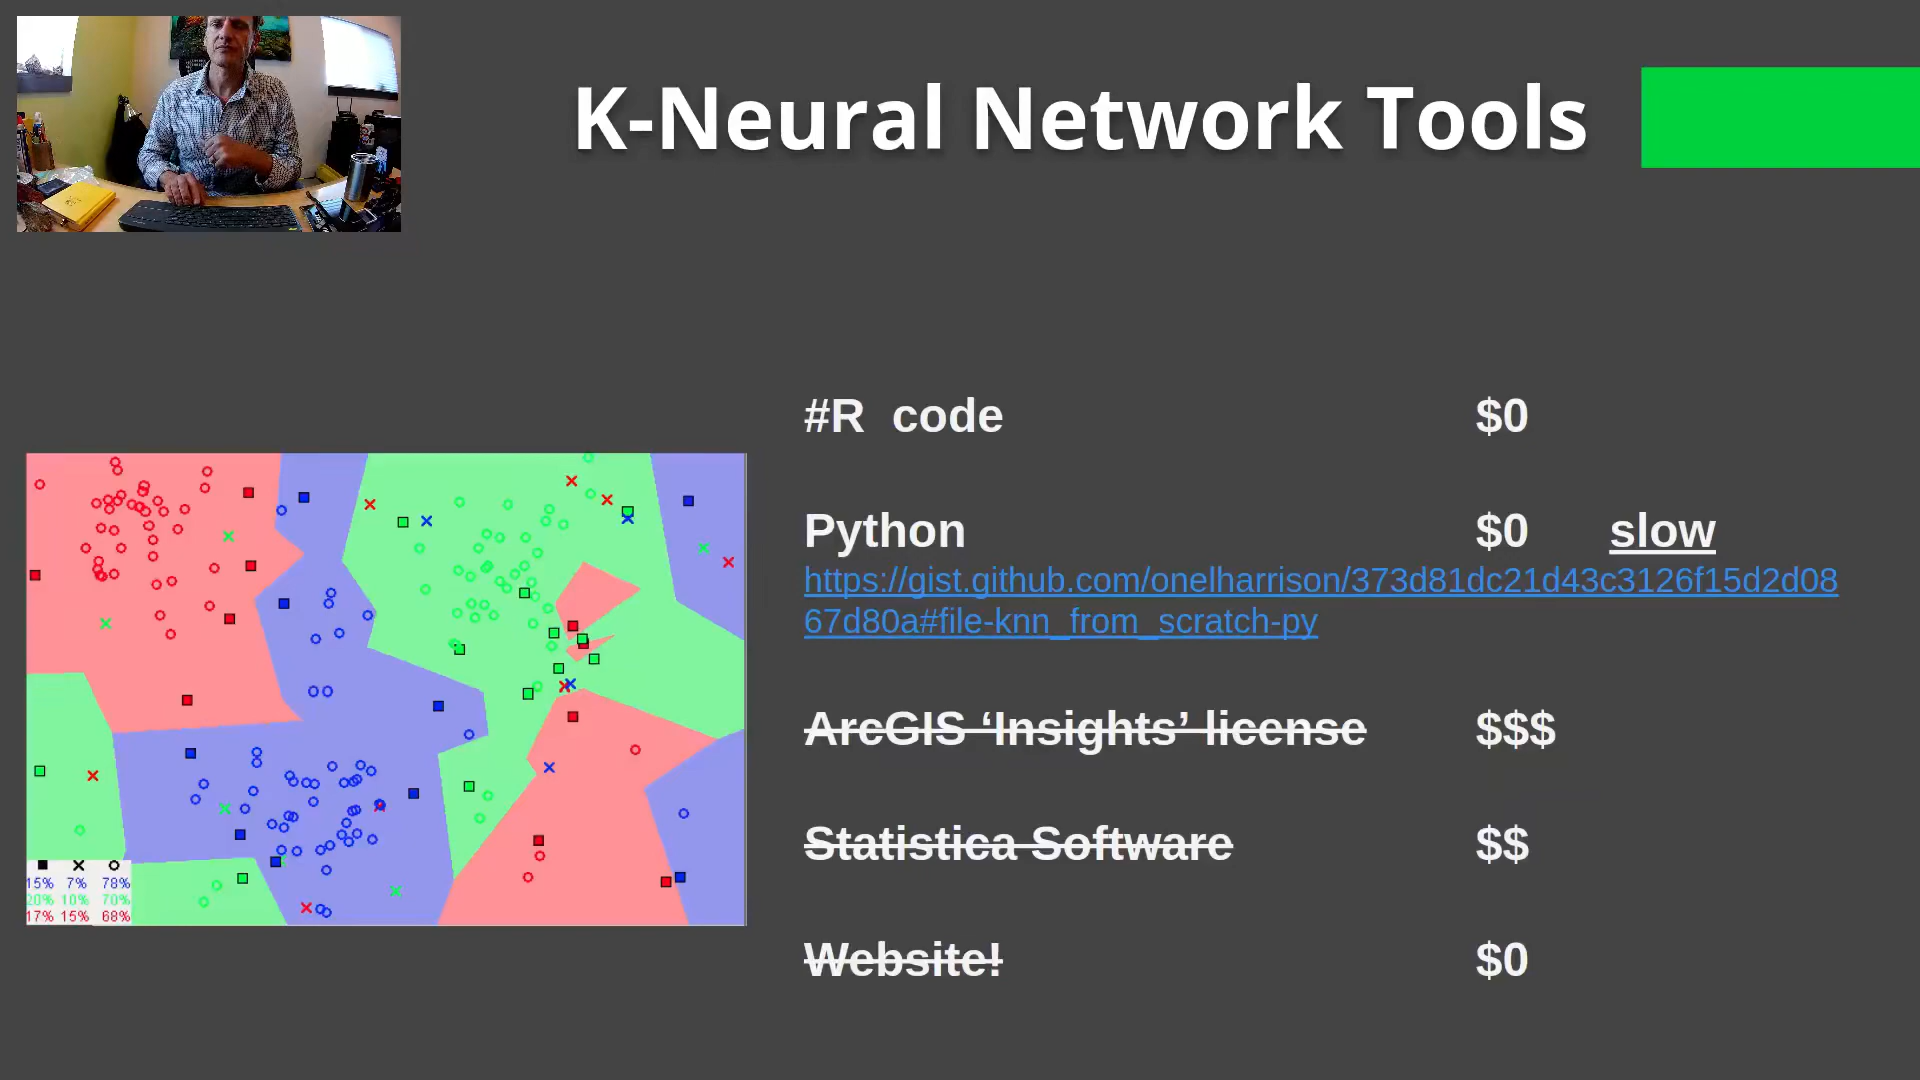 K-Neural Network Tools
#R code $0
Python $0 slow
https://gist.github.com/onelharrison/373d81dc21d43c3126f15d2d08
67d80a#file-knn_from_scratch-py
ArcGIS ‘Insights’ license $$$
Statistica Software $$
Website! $0
15% 7% 78%
20% 10% 70%
17% 15% 68%